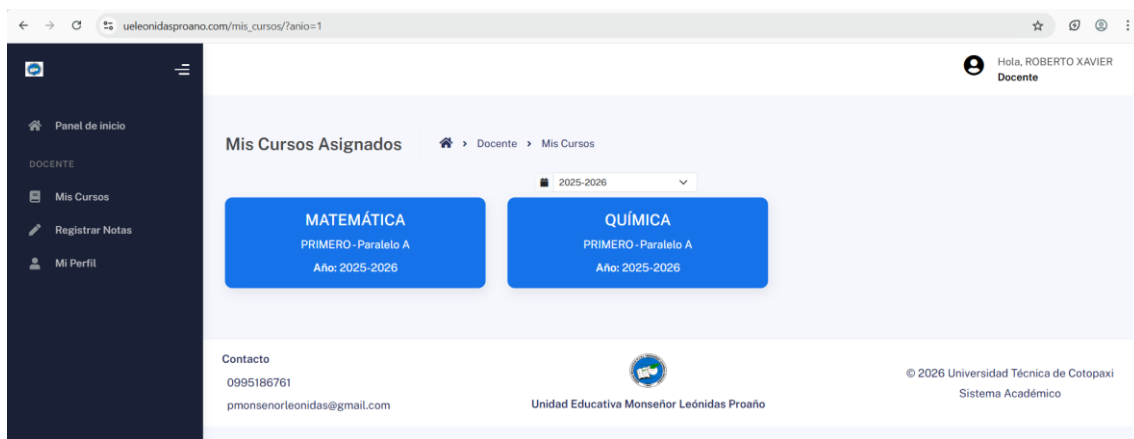 ueleonidasproano.com/mis_cursos/?anio=1
Hola, ROBERTO XAVIER
Docente
Panel de inicio
DOCENTE
Mis Cursos
Registrar Notas
Mi Perfil
Mis Cursos Asignados
Docente > Mis Cursos
2025-2026
MATEMÁTICA
PRIMERO - Paralelo A
Año: 2025-2026
QUÍMICA
PRIMERO - Paralelo A
Año: 2025-2026
Contacto
0995186761
pmonsenorleonidas@gmail.com
Unidad Educativa Monseñor Leónidas Proaño
© 2026 Universidad Técnica de Cotopaxi
Sistema Académico